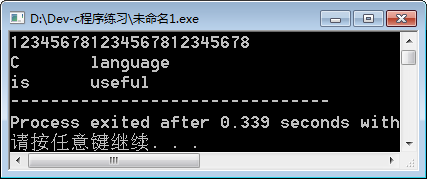 D:\Dev-c程序练习\未命名1.exe
123456781234567812345678
C       language
is      useful
--------------------------------
Process exited after 0.339 seconds with
请按任意键继续. . .